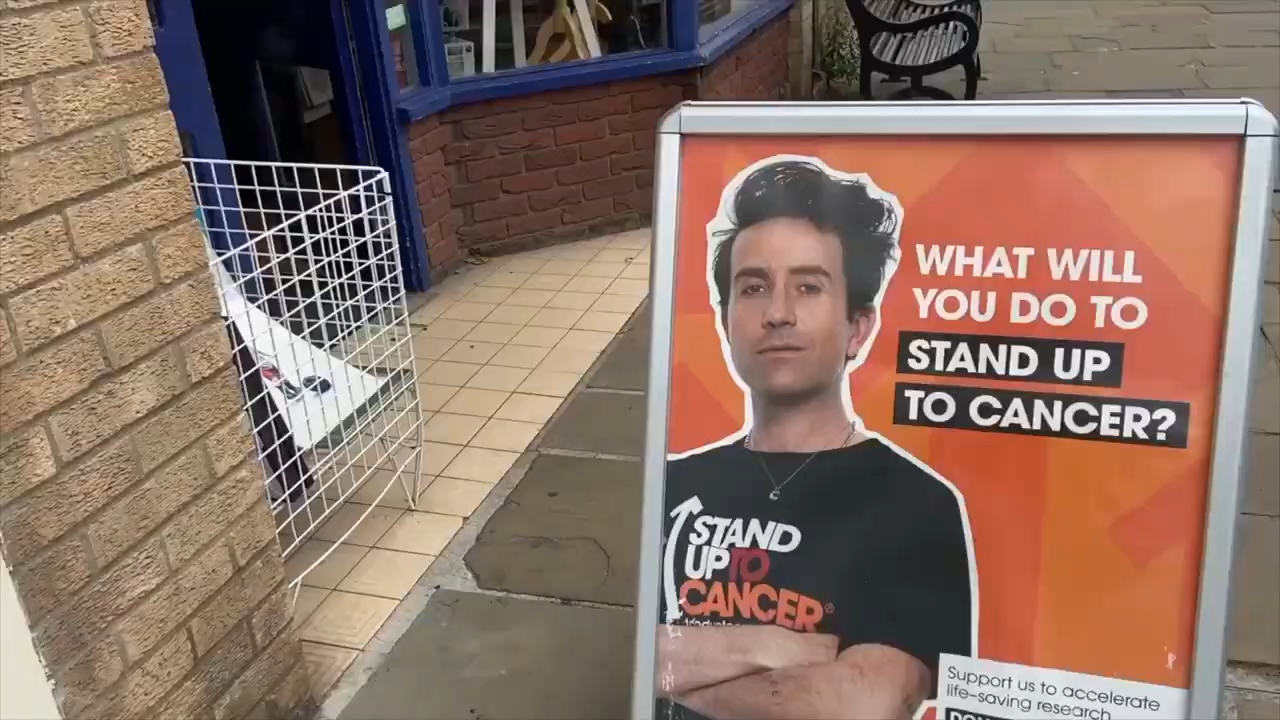 WHAT WILL
YOU DO TO
STAND UP
TO CANCER?
STAND
UP TO
CANCER®
Support us to accelerate
life-saving research